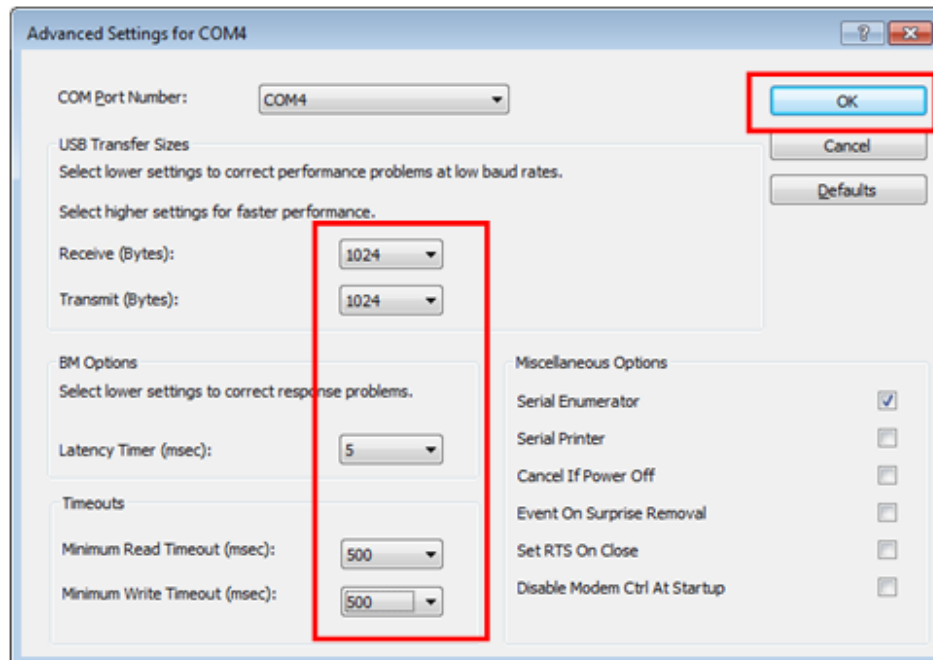 Advanced Settings for COM4
COM Port Number:
COM4
OK
USB Transfer Sizes
Cancel
Select lower settings to correct performance problems at low baud rates.
Defaults
Select higher settings for faster performance.
Receive (Bytes):
1024
Transmit (Bytes):
1024
BM Options
Select lower settings to correct response problems.
Latency Timer (msec):
5
Timeouts
Minimum Read Timeout (msec):
500
Minimum Write Timeout (msec):
500
Miscellaneous Options
Serial Enumerator
Serial Printer
Cancel If Power Off
Event On Surprise Removal
Set RTS On Close
Disable Modem Ctrl At Startup